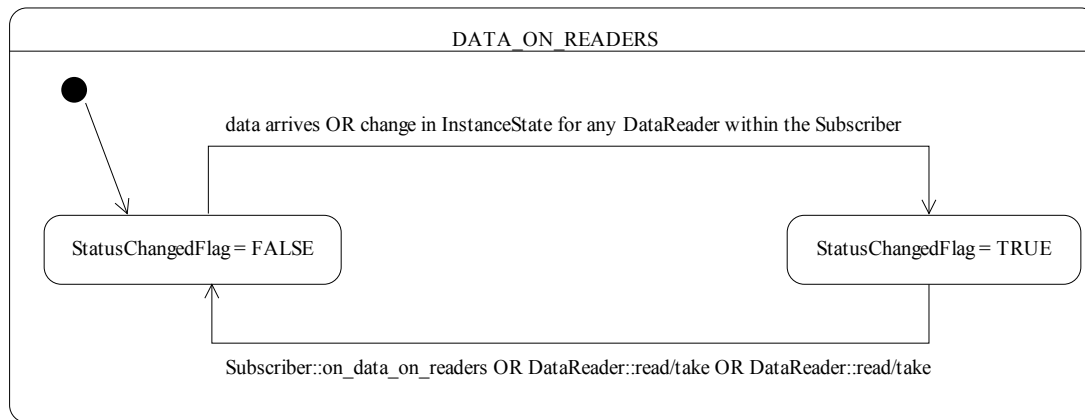 DATA_ON_READERS
data arrives OR change in InstanceState for any DataReader within the Subscriber
StatusChangedFlag = FALSE
StatusChangedFlag = TRUE
Subscriber::on_data_on_readers OR DataReader::read/take OR DataReader::read/take